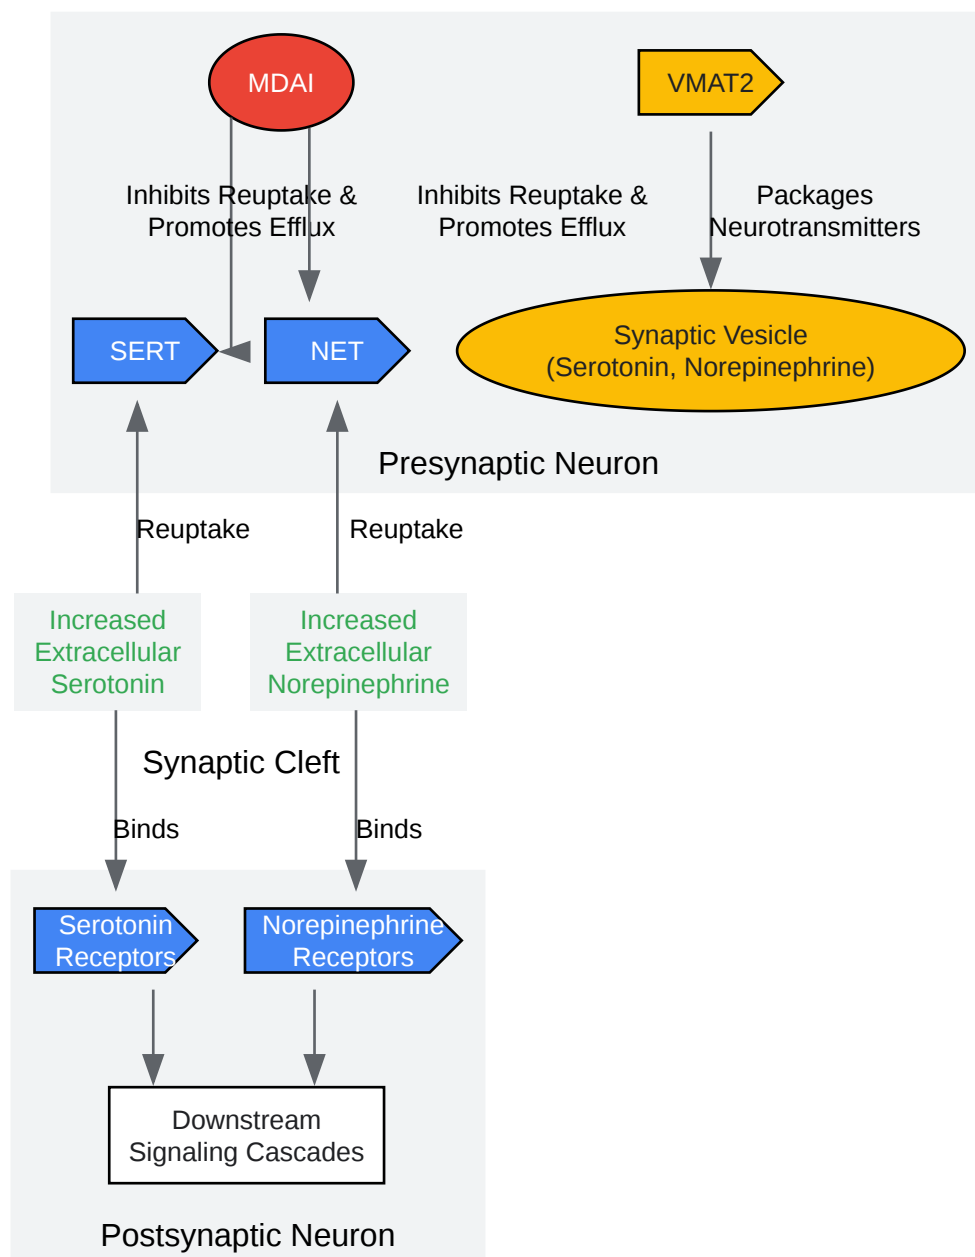 MDAI
VMAT2
Inhibits Reuptake &
Promotes Efflux
Inhibits Reuptake &
Promotes Efflux
Packages
Neurotransmitters
SERT
NET
Synaptic Vesicle
(Serotonin, Norepinephrine)
Presynaptic Neuron
Reuptake
Reuptake
Increased
Extracellular
Serotonin
Increased
Extracellular
Norepinephrine
Synaptic Cleft
Binds
Binds
Serotonin
Receptors
Norepinephrine
Receptors
Downstream
Signaling Cascades
Postsynaptic Neuron